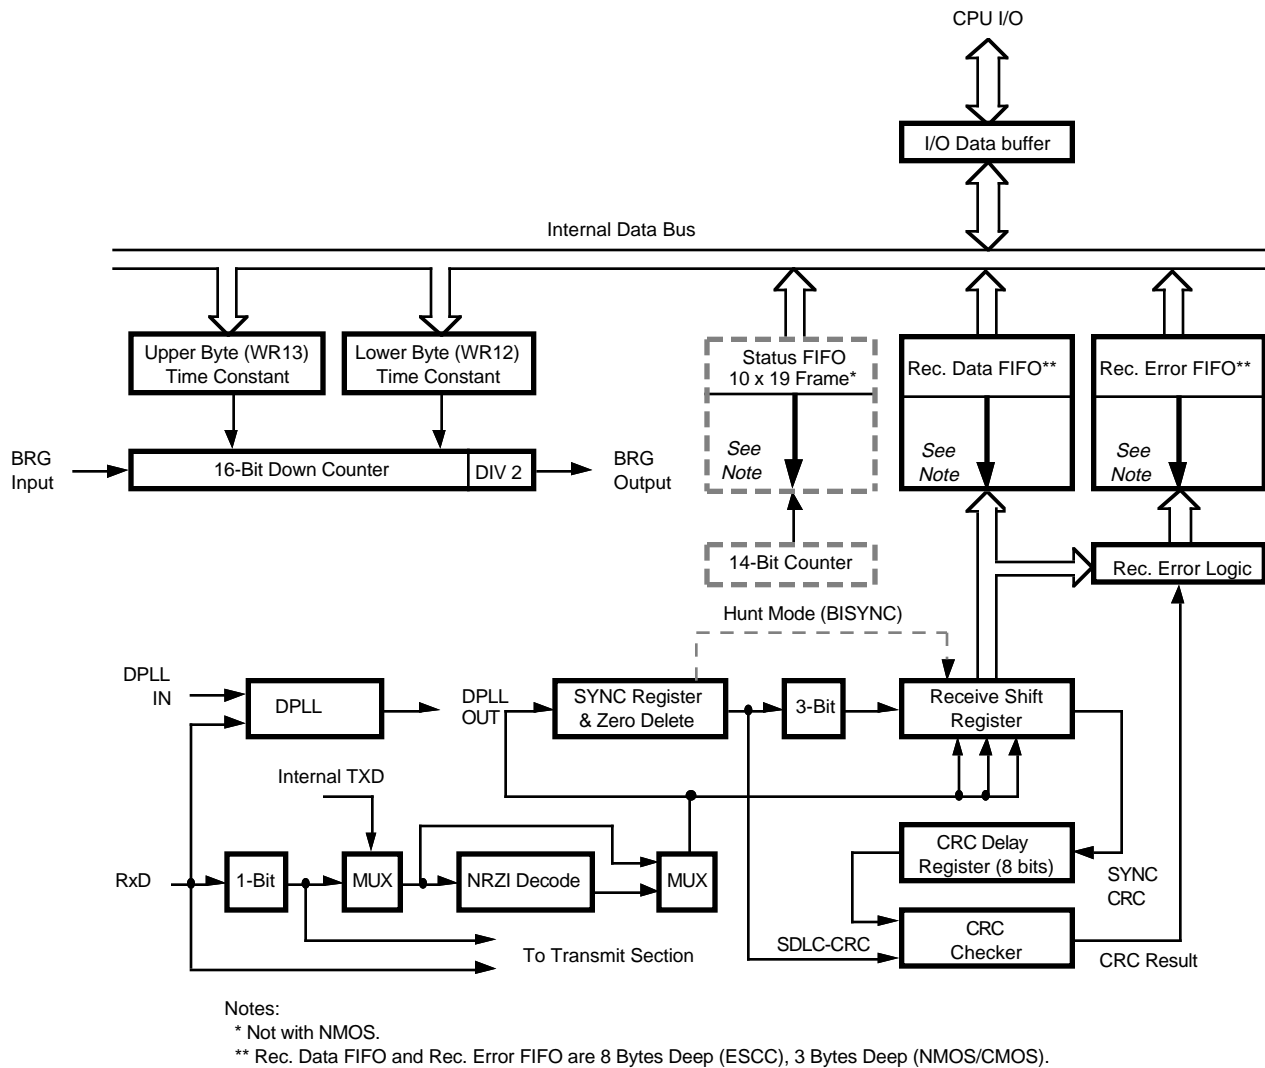 CPU I/O
I/O Data buffer
Internal Data Bus
Upper Byte (WR13)
Time Constant
Lower Byte (WR12)
Time Constant
Status FIFO
10 x 19 Frame*
Rec. Data FIFO**
Rec. Error FIFO**
See
Note
See
Note
See
Note
BRG
Input
16-Bit Down Counter
DIV 2
BRG
Output
14-Bit Counter
Rec. Error Logic
Hunt Mode (BISYNC)
DPLL
IN
DPLL
DPLL
OUT
SYNC Register
& Zero Delete
3-Bit
Receive Shift
Register
Internal TXD
RxD
1-Bit
MUX
NRZI Decode
MUX
CRC Delay
Register (8 bits)
SYNC
CRC
To Transmit Section
SDLC-CRC
CRC
Checker
CRC Result
Notes:
* Not with NMOS.
** Rec. Data FIFO and Rec. Error FIFO are 8 Bytes Deep (ESCC), 3 Bytes Deep (NMOS/CMOS).